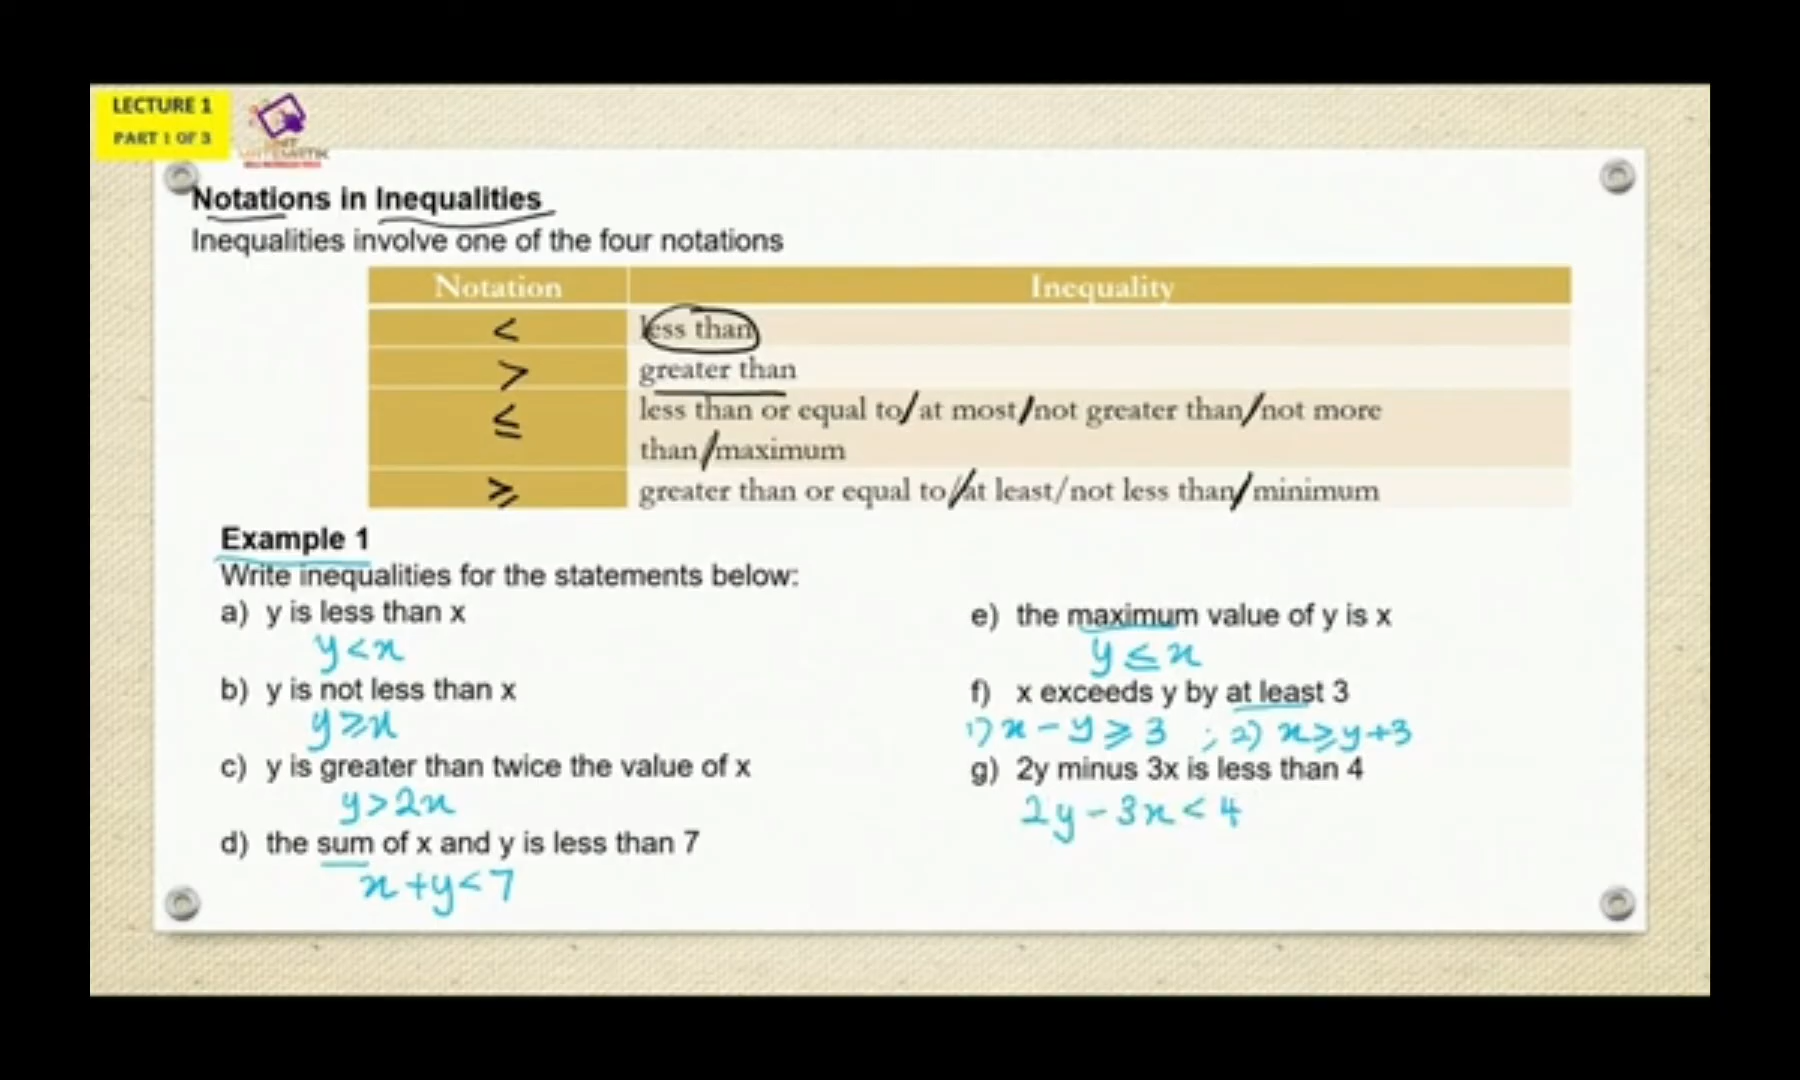 LECTURE 1
PART 1 OF 3
MATEMATIK
Notations in Inequalities
Inequalities involve one of the four notations
Notation Inequality
< less than
> greater than
≤ less than or equal to/at most/not greater than/not more
than/maximum
≥ greater than or equal to/at least/not less than/minimum
Example 1
Write inequalities for the statements below:
a) y is less than x
y<x
b) y is not less than x
y≥x
c) y is greater than twice the value of x
y>2x
d) the sum of x and y is less than 7
x+y<7
e) the maximum value of y is x
y≤x
f) x exceeds y by at least 3
1) x-y≥3 ; 2) x≥y+3
g) 2y minus 3x is less than 4
2y-3x<4